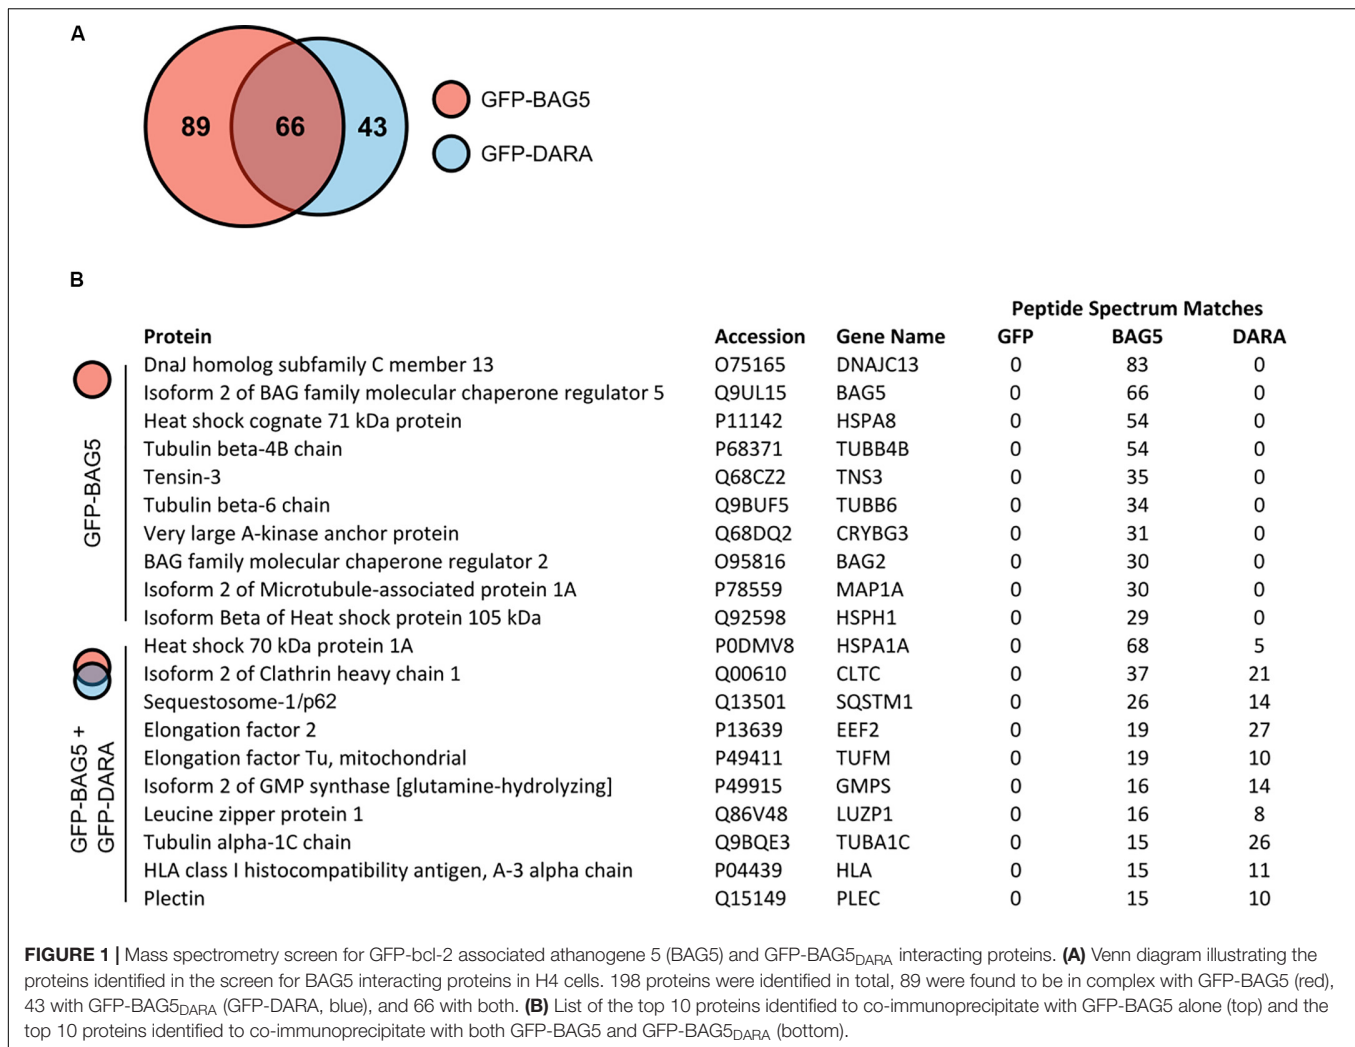 A
89
66
43
GFP-BAG5
GFP-DARA
B
Peptide Spectrum Matches
Protein Accession Gene Name GFP BAG5 DARA
GFP-BAG5
DnaJ homolog subfamily C member 13 O75165 DNAJC13 0 83 0
Isoform 2 of BAG family molecular chaperone regulator 5 Q9UL15 BAG5 0 66 0
Heat shock cognate 71 kDa protein P11142 HSPA8 0 54 0
Tubulin beta-4B chain P68371 TUBB4B 0 54 0
Tensin-3 Q68CZ2 TNS3 0 35 0
Tubulin beta-6 chain Q9BUF5 TUBB6 0 34 0
Very large A-kinase anchor protein Q68DQ2 CRYBG3 0 31 0
BAG family molecular chaperone regulator 2 O95816 BAG2 0 30 0
Isoform 2 of Microtubule-associated protein 1A P78559 MAP1A 0 30 0
Isoform Beta of Heat shock protein 105 kDa Q92598 HSPH1 0 29 0
GFP-BAG5 +
GFP-DARA
Heat shock 70 kDa protein 1A P0DMV8 HSPA1A 0 68 5
Isoform 2 of Clathrin heavy chain 1 Q00610 CLTC 0 37 21
Sequestosome-1/p62 Q13501 SQSTM1 0 26 14
Elongation factor 2 P13639 EEF2 0 19 27
Elongation factor Tu, mitochondrial P49411 TUFM 0 19 10
Isoform 2 of GMP synthase [glutamine-hydrolyzing] P49915 GMPS 0 16 14
Leucine zipper protein 1 Q86V48 LUZP1 0 16 8
Tubulin alpha-1C chain Q9BQE3 TUBA1C 0 15 26
HLA class I histocompatibility antigen, A-3 alpha chain P04439 HLA 0 15 11
Plectin Q15149 PLEC 0 15 10
FIGURE 1 | Mass spectrometry screen for GFP-bcl-2 associated athanogene 5 (BAG5) and GFP-BAG5DARA interacting proteins. (A) Venn diagram illustrating the
proteins identified in the screen for BAG5 interacting proteins in H4 cells. 198 proteins were identified in total, 89 were found to be in complex with GFP-BAG5 (red),
43 with GFP-BAG5DARA (GFP-DARA, blue), and 66 with both. (B) List of the top 10 proteins identified to co-immunoprecipitate with GFP-BAG5 alone (top) and the
top 10 proteins identified to co-immunoprecipitate with both GFP-BAG5 and GFP-BAG5DARA (bottom).